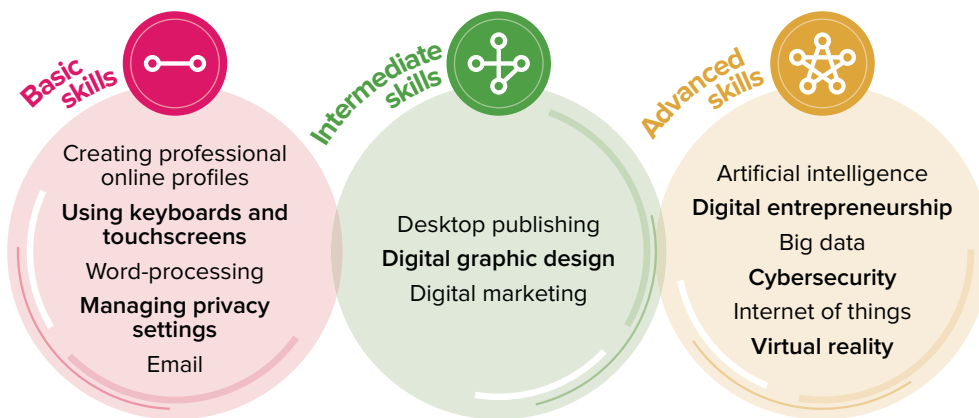 Basic
skills
Creating professional
online profiles
Using keyboards and
touchscreens
Word-processing
Managing privacy
settings
Email
Intermediate
skills
Desktop publishing
Digital graphic design
Digital marketing
Advanced
skills
Artificial intelligence
Digital entrepreneurship
Big data
Cybersecurity
Internet of things
Virtual reality